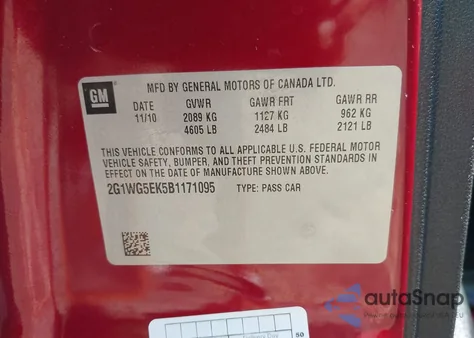 MFD BY GENERAL MOTORS OF CANADA LTD.
GM
DATE GVWR GAWR FRT GAWR RR
11/10 2089 KG 1127 KG 962 KG
4605 LB 2484 LB 2121 LB
THIS VEHICLE CONFORMS TO ALL APPLICABLE U.S. FEDERAL MOTOR
VEHICLE SAFETY, BUMPER, AND THEFT PREVENTION STANDARDS IN
EFFECT ON THE DATE OF MANUFACTURE SHOWN ABOVE.
2G1WG5EK5B1171095 TYPE: PASS CAR
autoSnap
50